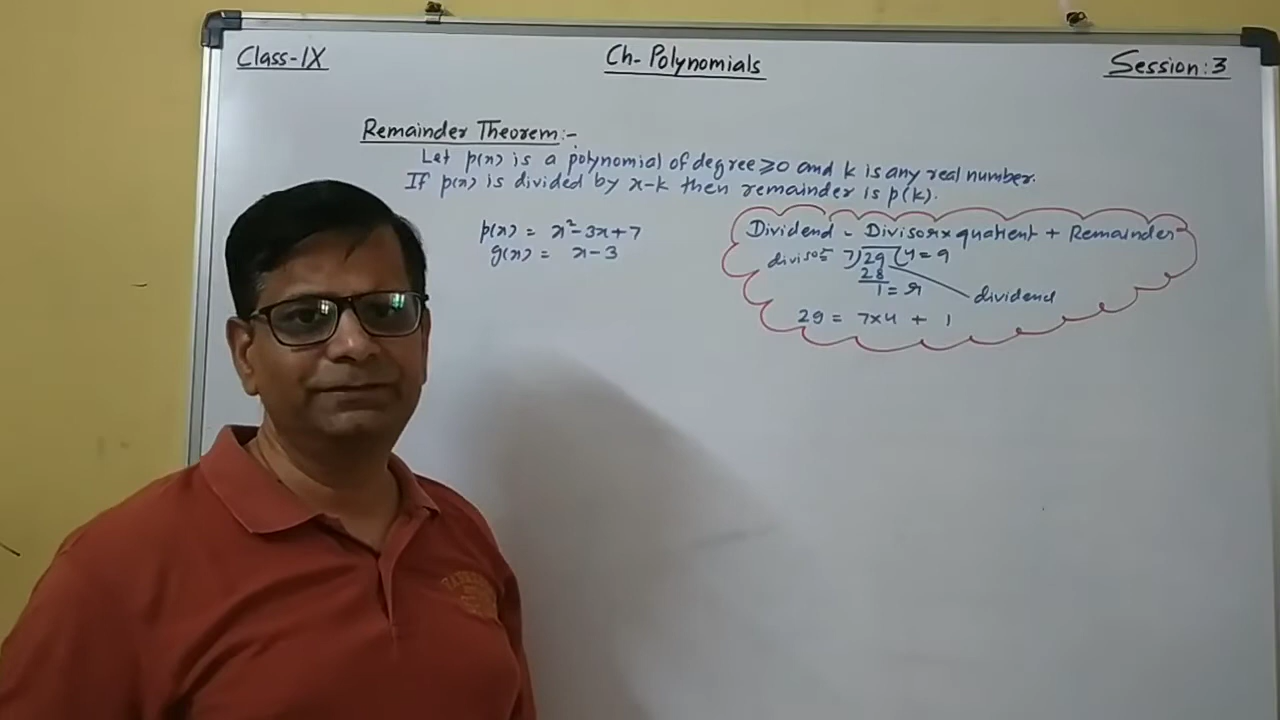 Class-IX
Ch- Polynomials
Session:3
Remainder Theorem:-
Let p(x) is a polynomial of degree ≥ 0 and k is any real number.
If p(x) is divided by x-k then remainder is p(k).
p(x) = x²-3x+7
g(x) = x-3
Dividend = Divisor x quatient + Remainder
divisor 7)29(4=q
28
1=r
dividend
29 = 7x4 + 1